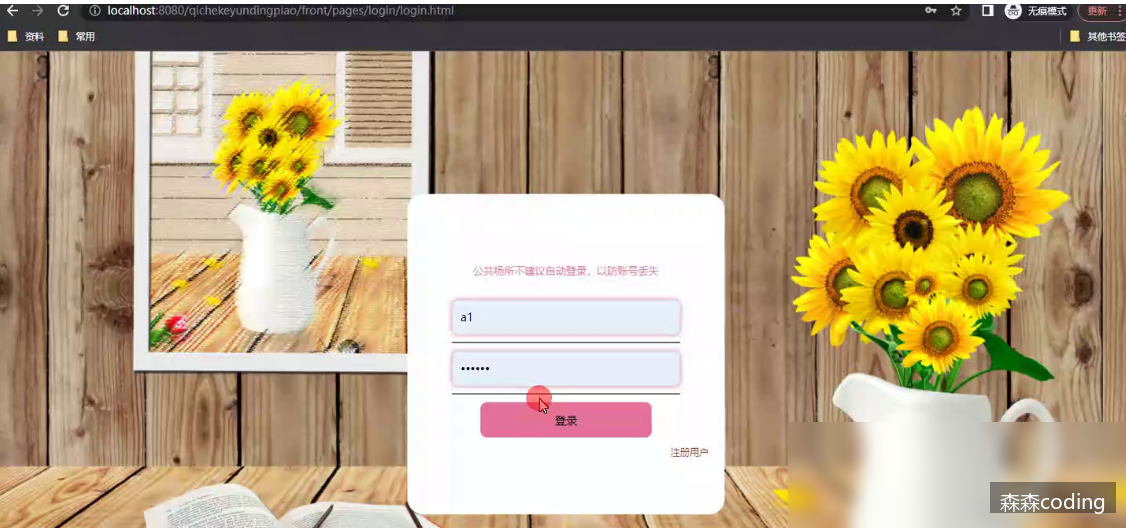 localhost:8080/qichekeyundingpiao/front/pages/login/login.html
无痕模式
更新
资料
常用
其他书签
公共场所不建议自动登录，以防账号丢失
a1
••••••
登录
注册用户
森森coding